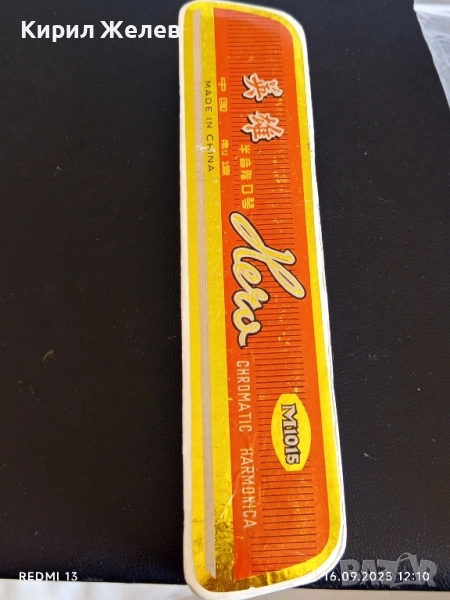 Кирил Желев
英雄
半音階口琴
中国 制造
MADE IN CHINA
Hero
CHROMATIC HARMONICA
M1015
REDMI 13
16.09.2025 12:10
BAZAR